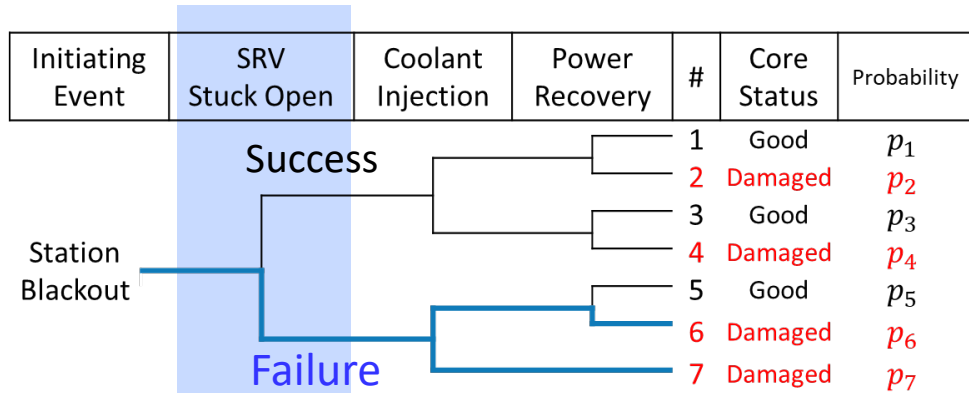 Initiating Event
SRV Stuck Open
Coolant Injection
Power Recovery
#
Core Status
Probability
Success
1 Good p₁
2 Damaged p₂
3 Good p₃
4 Damaged p₄
Station Blackout
5 Good p₅
6 Damaged p₆
Failure
7 Damaged p₇